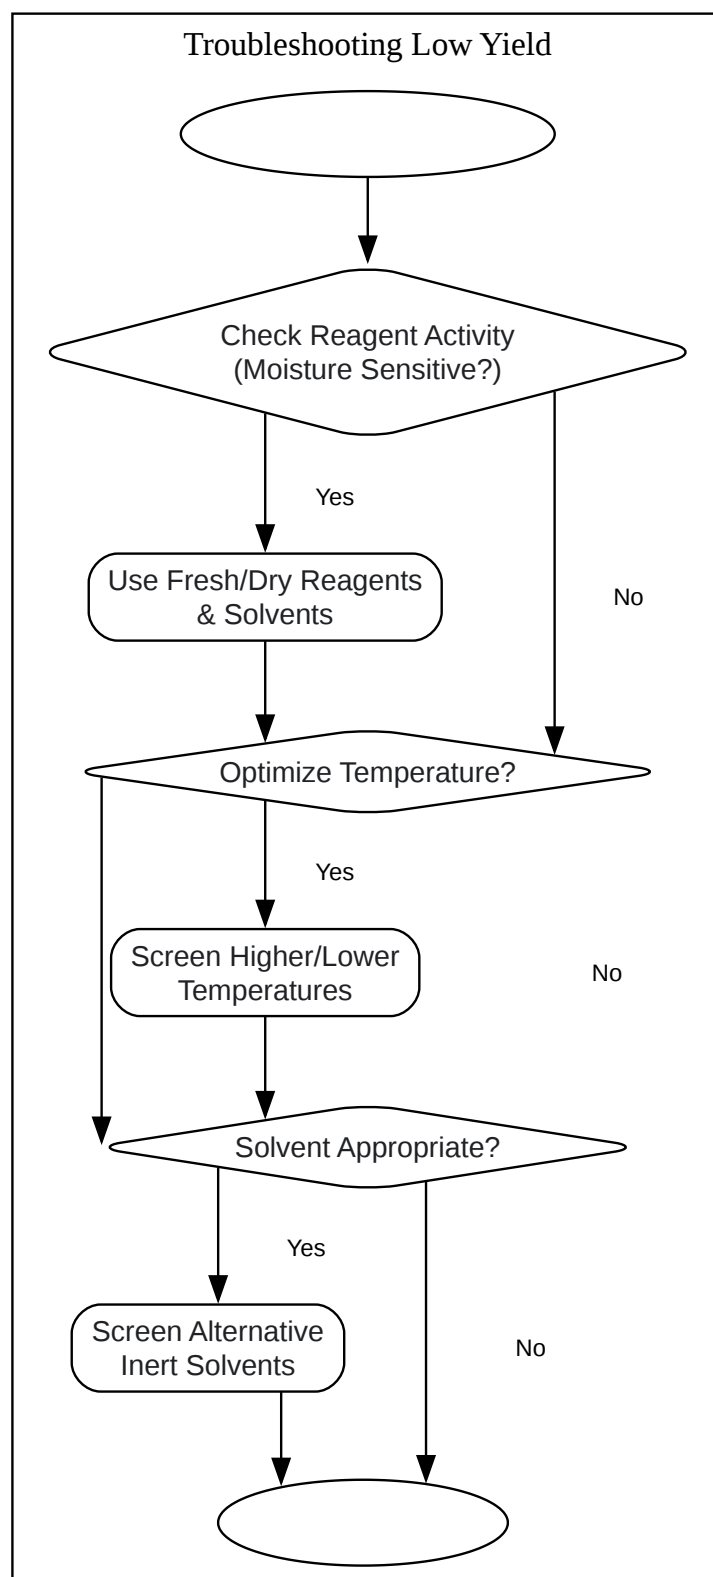 Troubleshooting Low Yield
Check Reagent Activity
(Moisture Sensitive?)
Yes
Use Fresh/Dry Reagents
& Solvents
No
Optimize Temperature?
Yes
Screen Higher/Lower
Temperatures
No
Solvent Appropriate?
Yes
Screen Alternative
Inert Solvents
No